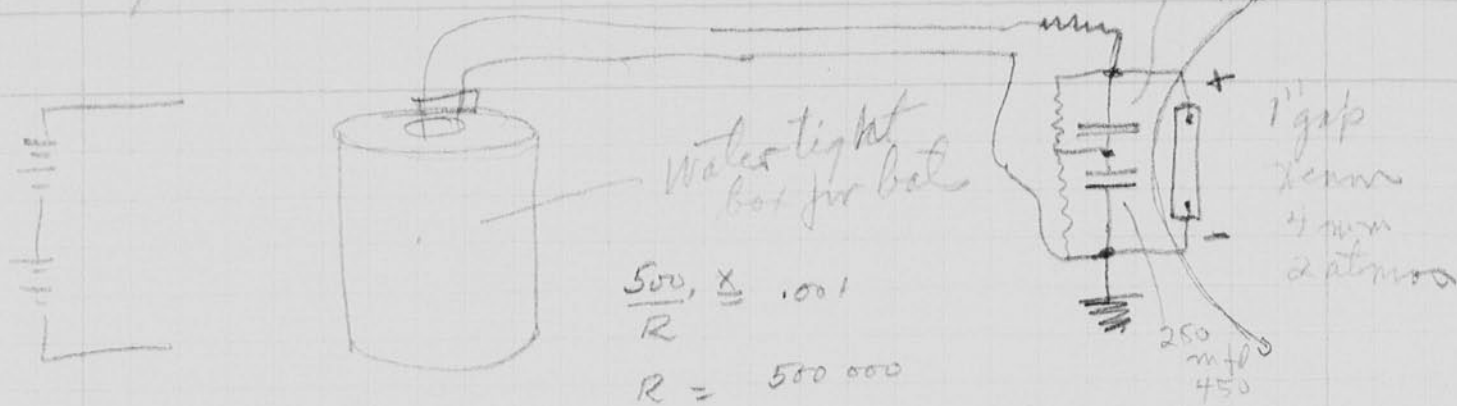 water tight
box for bat
500, x = .001
R
R = 500 000
+
1" gap
Xenon
4 mm
2 atmos
-
250
mfd
450